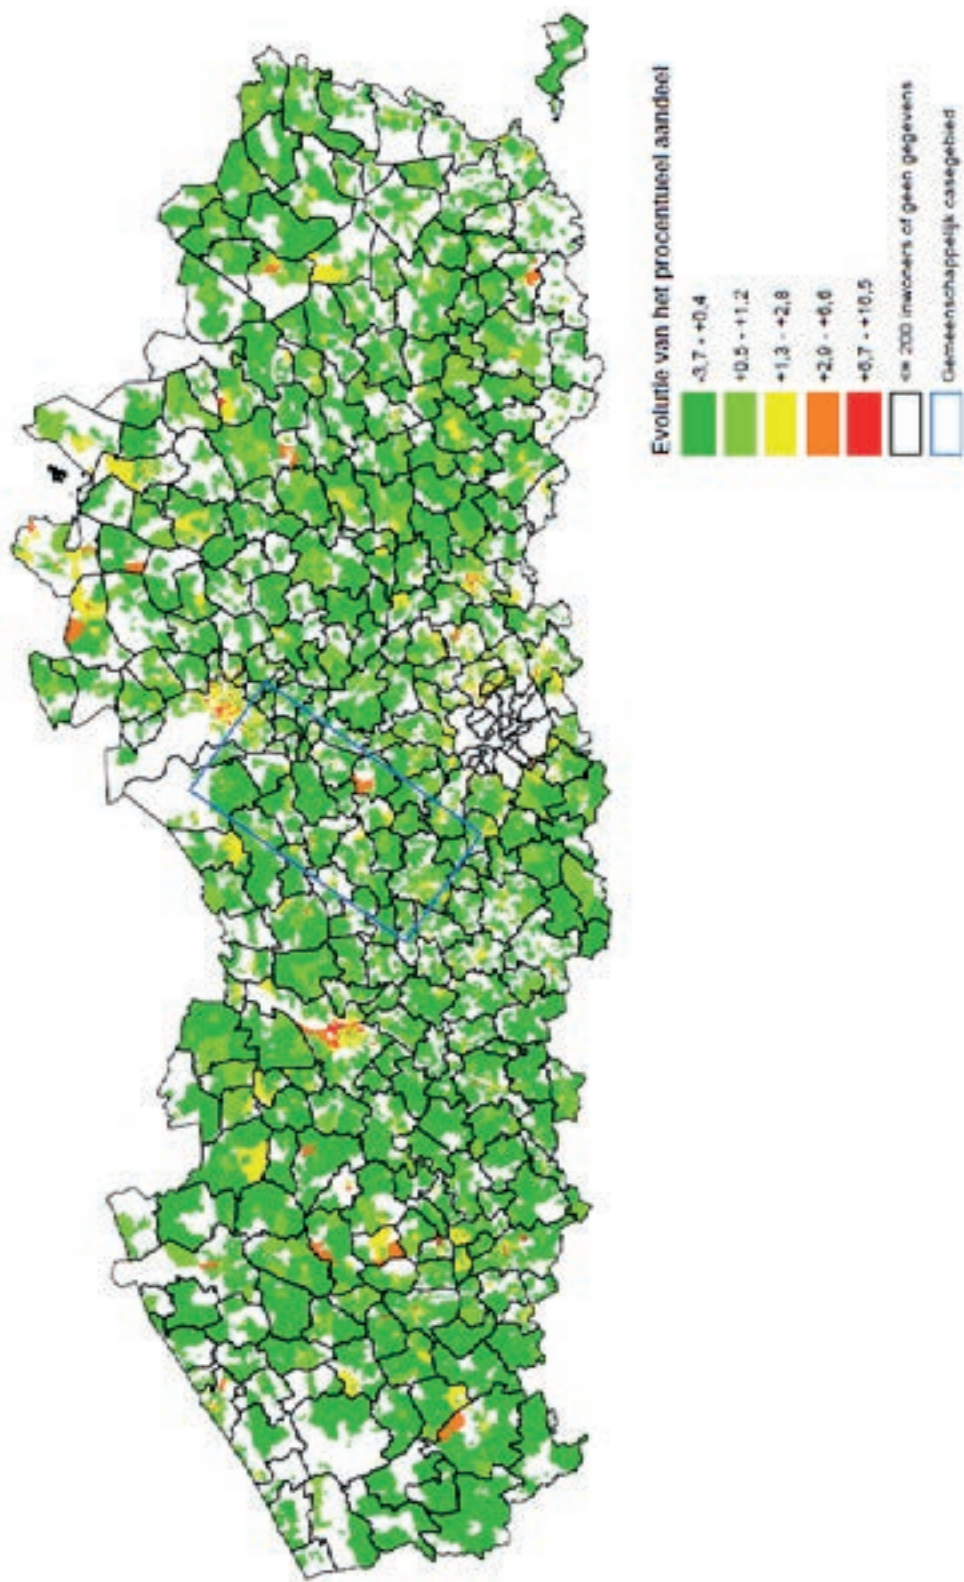 Evolutie van het procentueel aandeel
-3,7 - +0,4
+0,5 - +1,2
+1,3 - +2,8
+2,9 - +6,6
+6,7 - +16,5
<= 200 inwoners of geen gegevens
Gemeenschappelijk casegebied